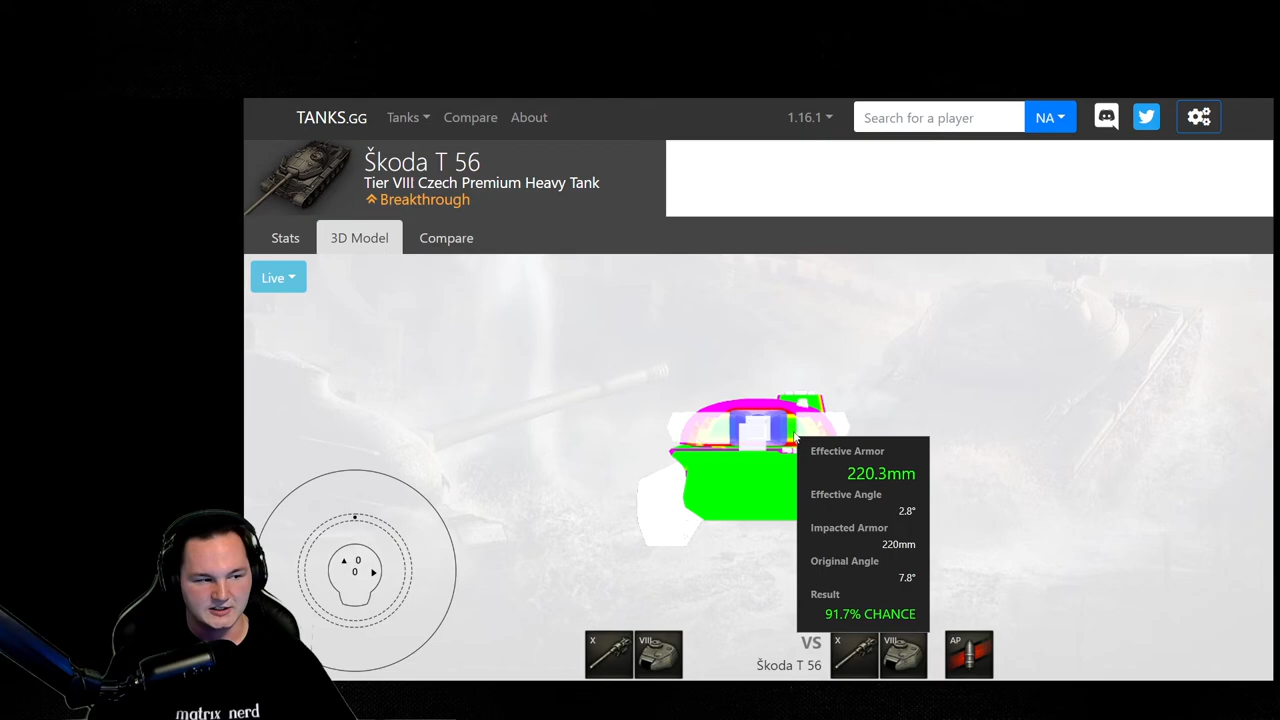 TANKS.GG Tanks Compare About 1.16.1 Search for a player NA
Škoda T 56
Tier VIII Czech Premium Heavy Tank
Breakthrough
Stats 3D Model Compare
Live
Effective Armor
220.3mm
Effective Angle
2.8°
Impacted Armor
220mm
Original Angle
7.8°
Result
91.7% CHANCE
0
0
X VIII VS X VIII AP
Škoda T 56
matrix nerd